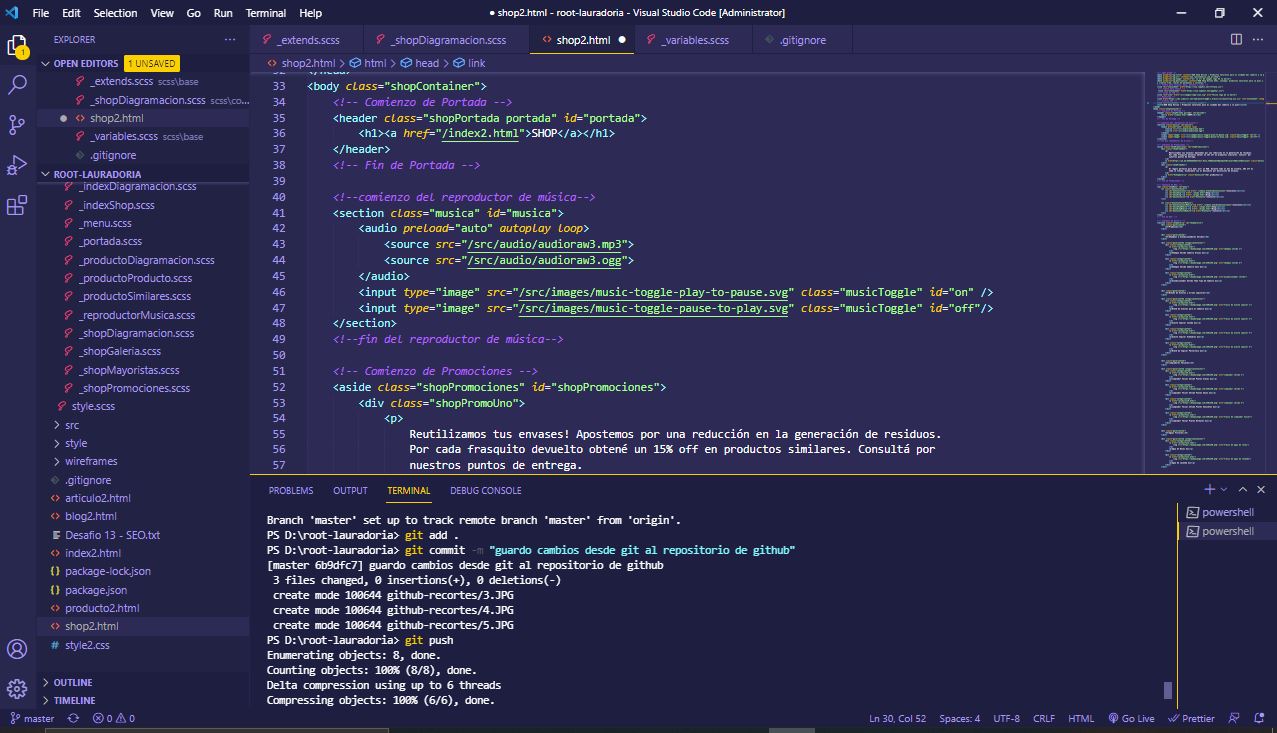 File Edit Selection View Go Run Terminal Help
● shop2.html - root-lauradoria - Visual Studio Code [Administrator]
1
EXPLORER
OPEN EDITORS 1 UNSAVED
_extends.scss scss\base
_shopDiagramacion.scss scss\co...
shop2.html
_variables.scss scss\base
.gitignore
ROOT-LAURADORIA
_indexDiagramacion.scss
_indexShop.scss
_menu.scss
_portada.scss
_productoDiagramacion.scss
_productoProducto.scss
_productoSimilares.scss
_reproductorMusica.scss
_shopDiagramacion.scss
_shopGaleria.scss
_shopMayoristas.scss
_shopPromociones.scss
style.scss
src
style
wireframes
.gitignore
articulo2.html
blog2.html
Desafio 13 - SEO.txt
index2.html
package-lock.json
package.json
producto2.html
shop2.html
style2.css
OUTLINE
TIMELINE
_extends.scss _shopDiagramacion.scss shop2.html _variables.scss .gitignore
shop2.html > html > head > link
32 </head>
33 <body class="shopContainer">
34 <!-- Comienzo de Portada -->
35 <header class="shopPortada portada" id="portada">
36 <h1><a href="/index2.html">SHOP</a></h1>
37 </header>
38 <!-- Fin de Portada -->
39
40 <!--comienzo del reproductor de música-->
41 <section class="musica" id="musica">
42 <audio preload="auto" autoplay loop>
43 <source src="/src/audio/audioraw3.mp3">
44 <source src="/src/audio/audioraw3.ogg">
45 </audio>
46 <input type="image" src="/src/images/music-toggle-play-to-pause.svg" class="musicToggle" id="on" />
47 <input type="image" src="/src/images/music-toggle-pause-to-play.svg" class="musicToggle" id="off"/>
48 </section>
49 <!--fin del reproductor de música-->
50
51 <!-- Comienzo de Promociones -->
52 <aside class="shopPromociones" id="shopPromociones">
53 <div class="shopPromoUno">
54 <p>
55 Reutilizamos tus envases! Apostemos por una reducción en la generación de residuos.
56 Por cada frasquito devuelto obtené un 15% off en productos similares. Consultá por
57 nuestros puntos de entrega.
PROBLEMS OUTPUT TERMINAL DEBUG CONSOLE
Branch 'master' set up to track remote branch 'master' from 'origin'.
PS D:\root-lauradoria> git add .
PS D:\root-lauradoria> git commit -m "guardo cambios desde git al repositorio de github"
[master 6b9dfc7] guardo cambios desde git al repositorio de github
3 files changed, 0 insertions(+), 0 deletions(-)
create mode 100644 github-recortes/3.JPG
create mode 100644 github-recortes/4.JPG
create mode 100644 github-recortes/5.JPG
PS D:\root-lauradoria> git push
Enumerating objects: 8, done.
Counting objects: 100% (8/8), done.
Delta compression using up to 6 threads
Compressing objects: 100% (6/6), done.
powershell
powershell
master 0 0 Ln 30, Col 52 Spaces: 4 UTF-8 CRLF HTML Go Live Prettier